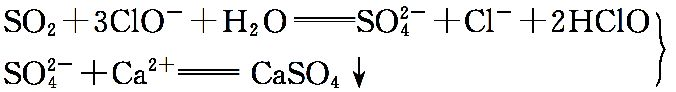 SO₂+3ClO⁻+H₂O══SO₄²⁻+Cl⁻+2HClO
SO₄²⁻+Ca²⁺══CaSO₄↓